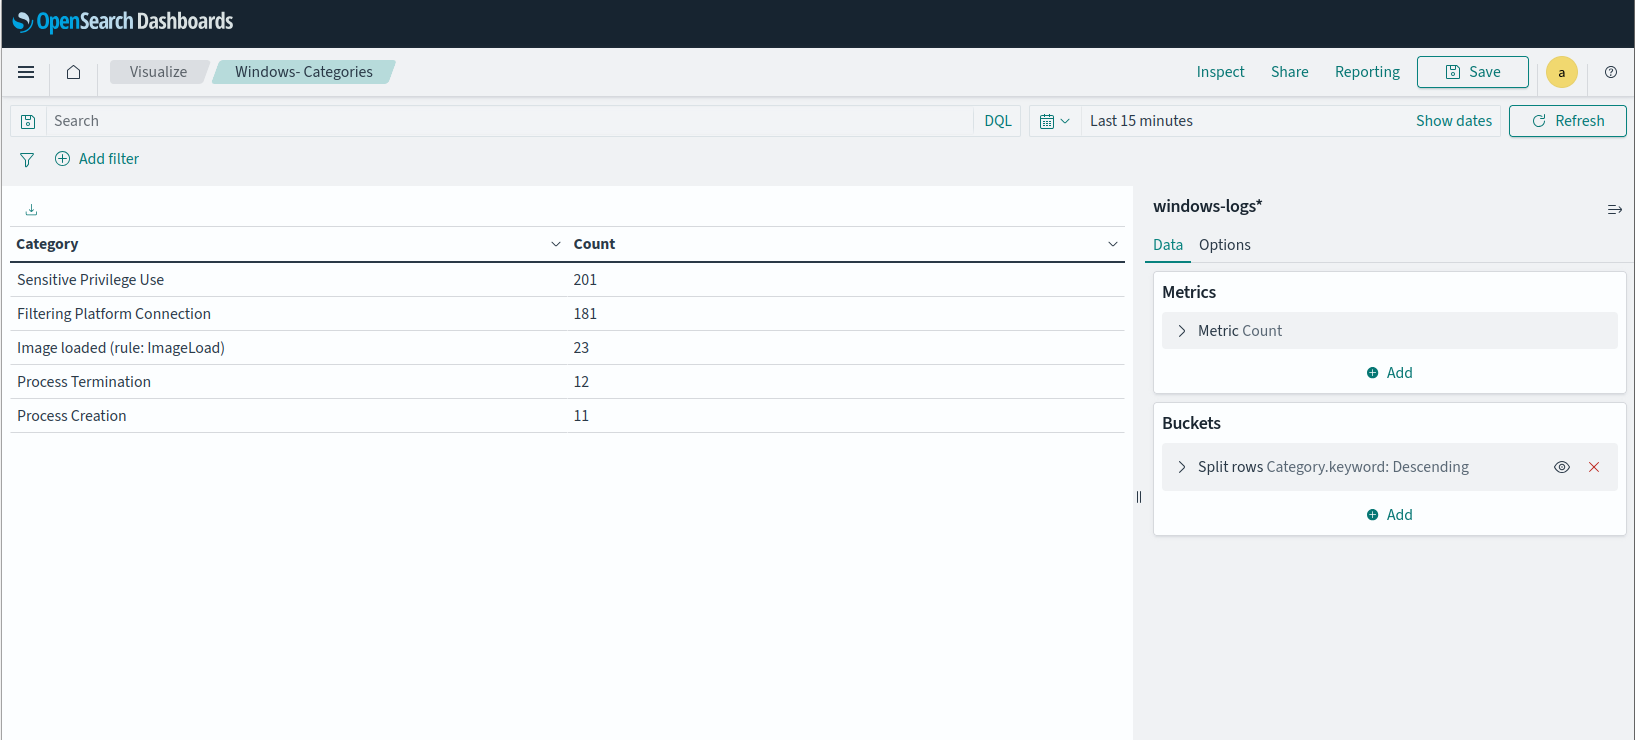 OpenSearch Dashboards
Visualize Windows- Categories Inspect Share Reporting Save a
Search DQL Last 15 minutes Show dates Refresh
Add filter
Category Count
Sensitive Privilege Use 201
Filtering Platform Connection 181
Image loaded (rule: ImageLoad) 23
Process Termination 12
Process Creation 11
windows-logs*
Data Options
Metrics
Metric Count
Add
Buckets
Split rows Category.keyword: Descending
Add